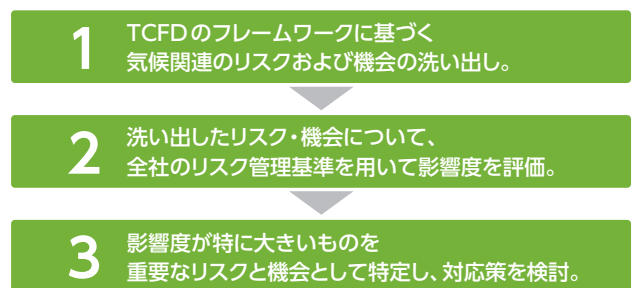 1
TCFDのフレームワークに基づく
気候関連のリスクおよび機会の洗い出し。
2
洗い出したリスク・機会について、
全社のリスク管理基準を用いて影響度を評価。
3
影響度が特に大きいものを
重要なリスクと機会として特定し、対応策を検討。